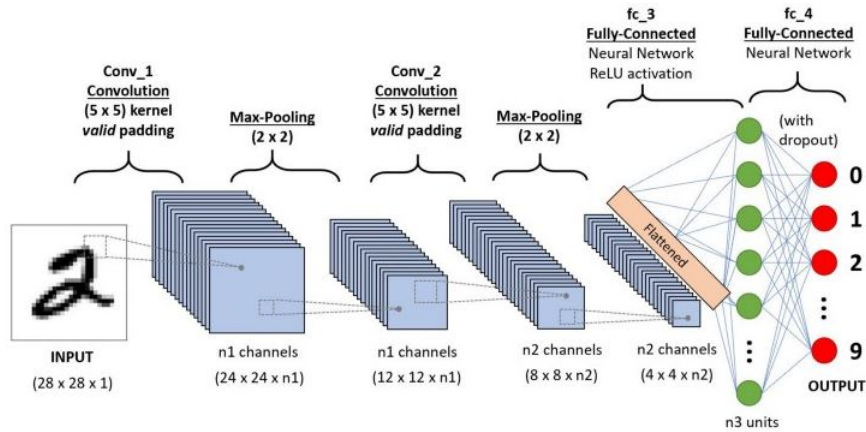 Conv_1
Convolution
(5 x 5) kernel
valid padding
Max-Pooling
(2 x 2)
Conv_2
Convolution
(5 x 5) kernel
valid padding
Max-Pooling
(2 x 2)
fc_3
Fully-Connected
Neural Network
ReLU activation
fc_4
Fully-Connected
Neural Network
(with
dropout)
Flattened
0
1
2
9
OUTPUT
2
INPUT
(28 x 28 x 1)
n1 channels
(24 x 24 x n1)
n1 channels
(12 x 12 x n1)
n2 channels
(8 x 8 x n2)
n2 channels
(4 x 4 x n2)
n3 units